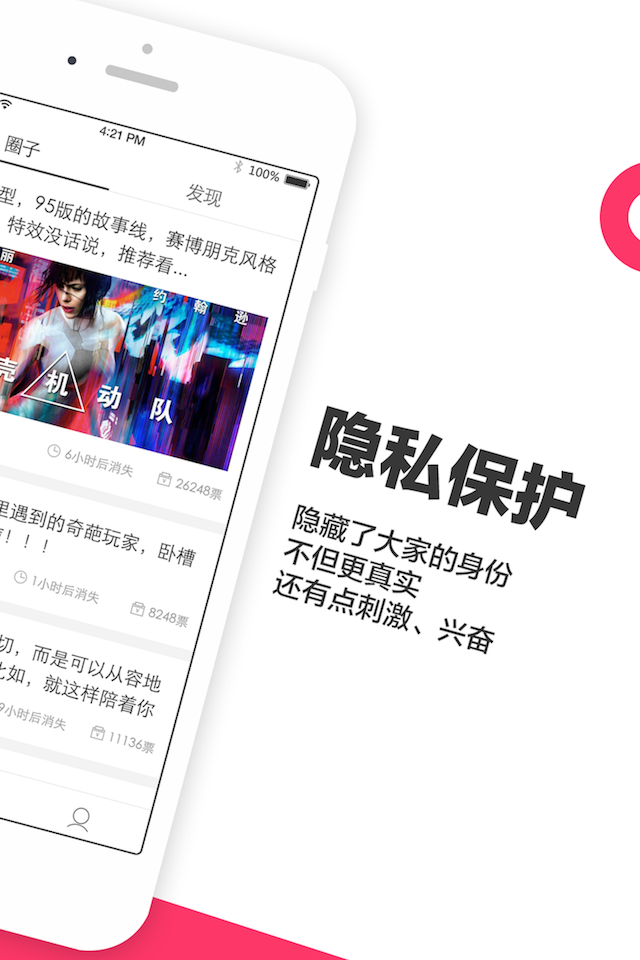 4:21 PM
100%
圈子
发现
型，95版的故事线，赛博朋克风格
特效没话说，推荐看...
丽
约翰逊
壳机动队
6小时后消失
26248票
里遇到的奇葩玩家，卧槽
！！！
1小时后消失
8248票
切，而是可以从容地
比如，就这样陪着你
9小时后消失
11136票
隐私保护
隐藏了大家的身份
不但更真实
还有点刺激、兴奋